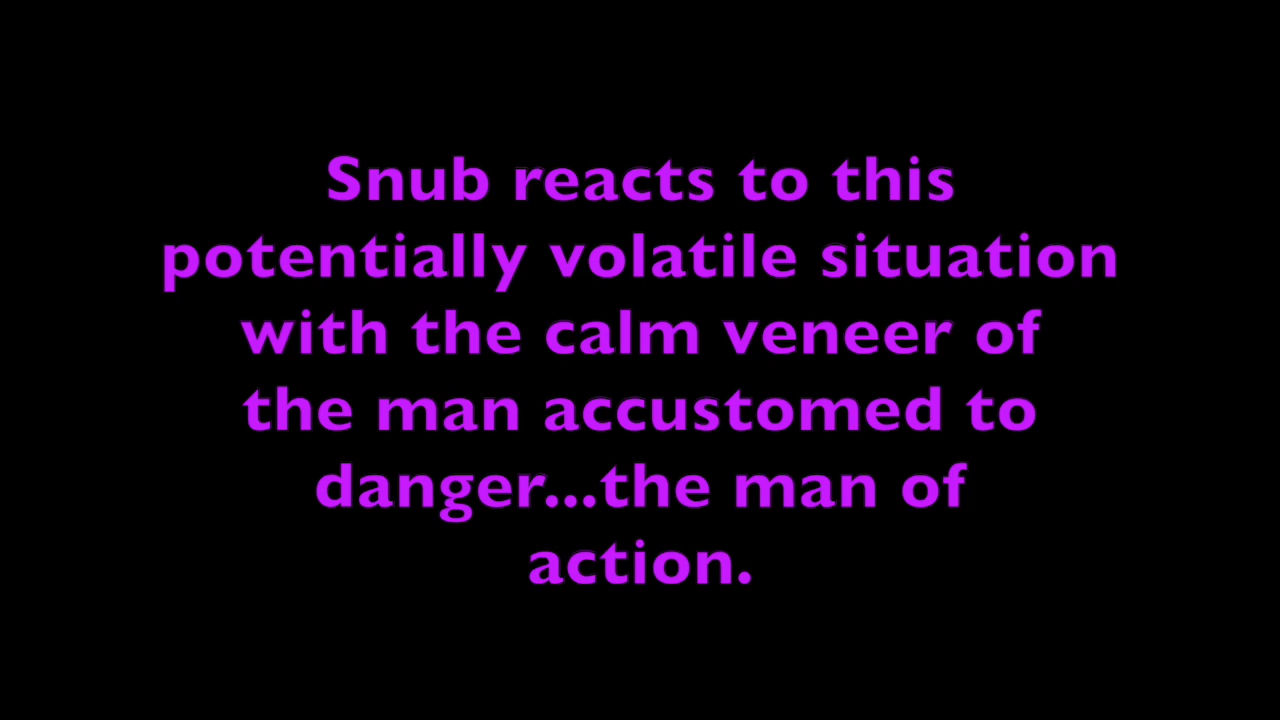 Snub reacts to this
potentially volatile situation
with the calm veneer of
the man accustomed to
danger...the man of
action.